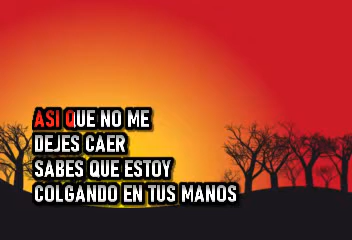 ASI QUE NO ME
DEJES CAER
SABES QUE ESTOY
COLGANDO EN TUS MANOS